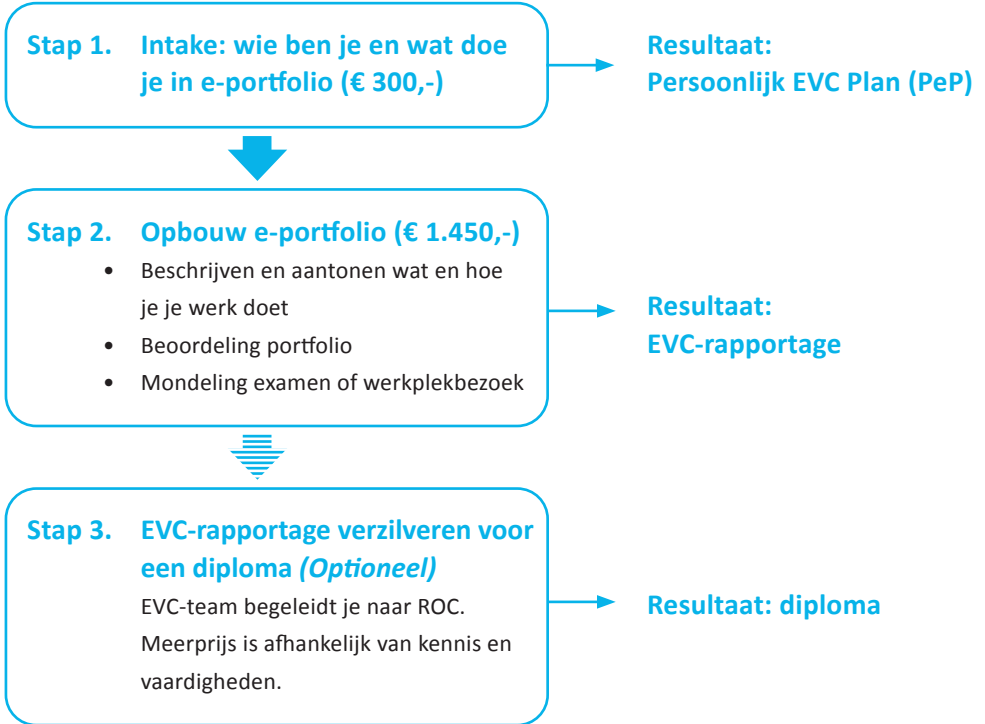 Stap 1. Intake: wie ben je en wat doe
je in e-portfolio (€ 300,-)
Resultaat:
Persoonlijk EVC Plan (PeP)
Stap 2. Opbouw e-portfolio (€ 1.450,-)
• Beschrijven en aantonen wat en hoe
je je werk doet
• Beoordeling portfolio
• Mondeling examen of werkplekbezoek
Resultaat:
EVC-rapportage
Stap 3. EVC-rapportage verzilveren voor
een diploma (Optioneel)
EVC-team begeleidt je naar ROC.
Meerprijs is afhankelijk van kennis en
vaardigheden.
Resultaat: diploma